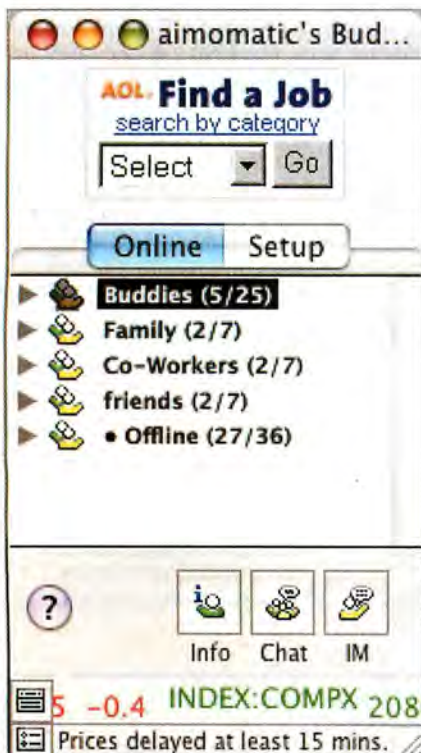 aimomatic's Bud...
AOL. Find a Job
search by category
Select Go
Online Setup
Buddies (5/25)
Family (2/7)
Co-Workers (2/7)
friends (2/7)
• Offline (27/36)
?
Info Chat IM
5 -0.4 INDEX:COMPX 208
Prices delayed at least 15 mins.